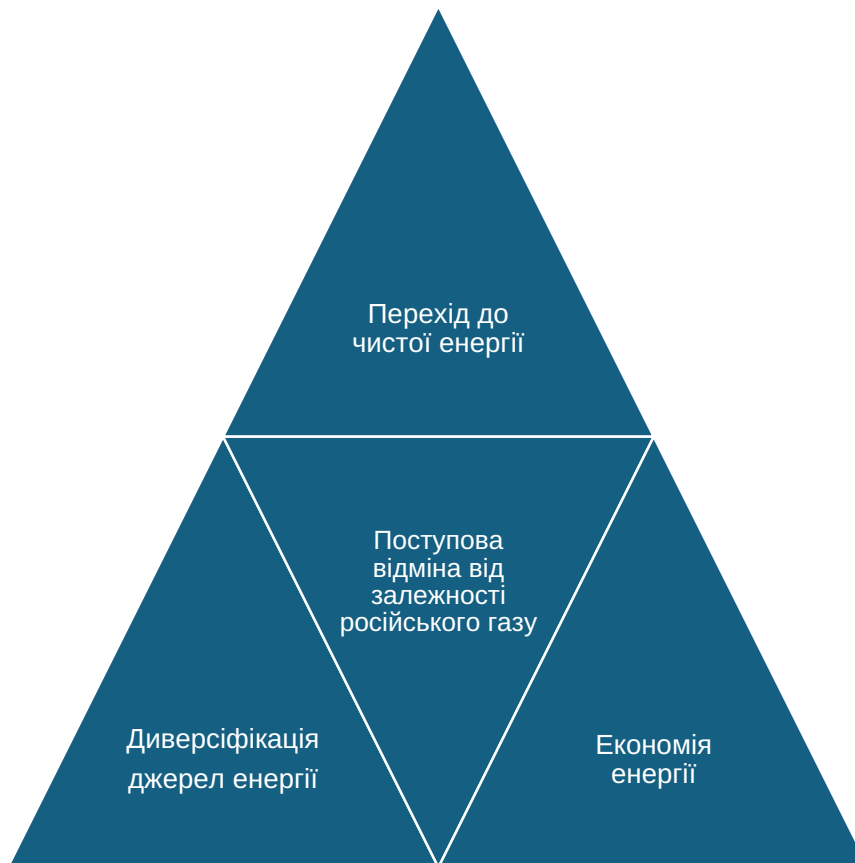 Перехід до
чистої енергії
Поступова
відміна від
залежності
російського газу
Диверсіфікація
джерел енергії
Економія
енергії